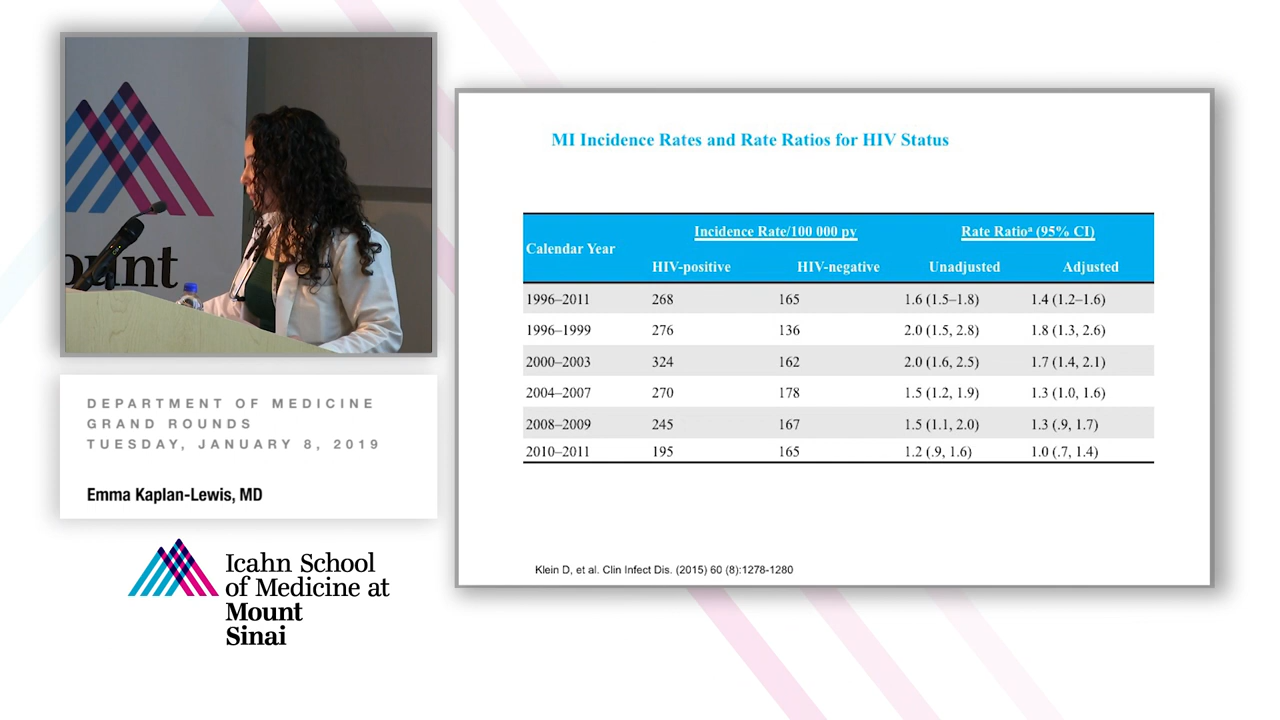 ount
DEPARTMENT OF MEDICINE
GRAND ROUNDS
TUESDAY, JANUARY 8, 2019
Emma Kaplan-Lewis, MD
Icahn School
of Medicine at
Mount
Sinai
MI Incidence Rates and Rate Ratios for HIV Status
Calendar Year Incidence Rate/100 000 py Rate Ratioᵃ (95% CI)
HIV-positive HIV-negative Unadjusted Adjusted
1996–2011 268 165 1.6 (1.5–1.8) 1.4 (1.2–1.6)
1996–1999 276 136 2.0 (1.5, 2.8) 1.8 (1.3, 2.6)
2000–2003 324 162 2.0 (1.6, 2.5) 1.7 (1.4, 2.1)
2004–2007 270 178 1.5 (1.2, 1.9) 1.3 (1.0, 1.6)
2008–2009 245 167 1.5 (1.1, 2.0) 1.3 (.9, 1.7)
2010–2011 195 165 1.2 (.9, 1.6) 1.0 (.7, 1.4)
Klein D, et al. Clin Infect Dis. (2015) 60 (8):1278-1280